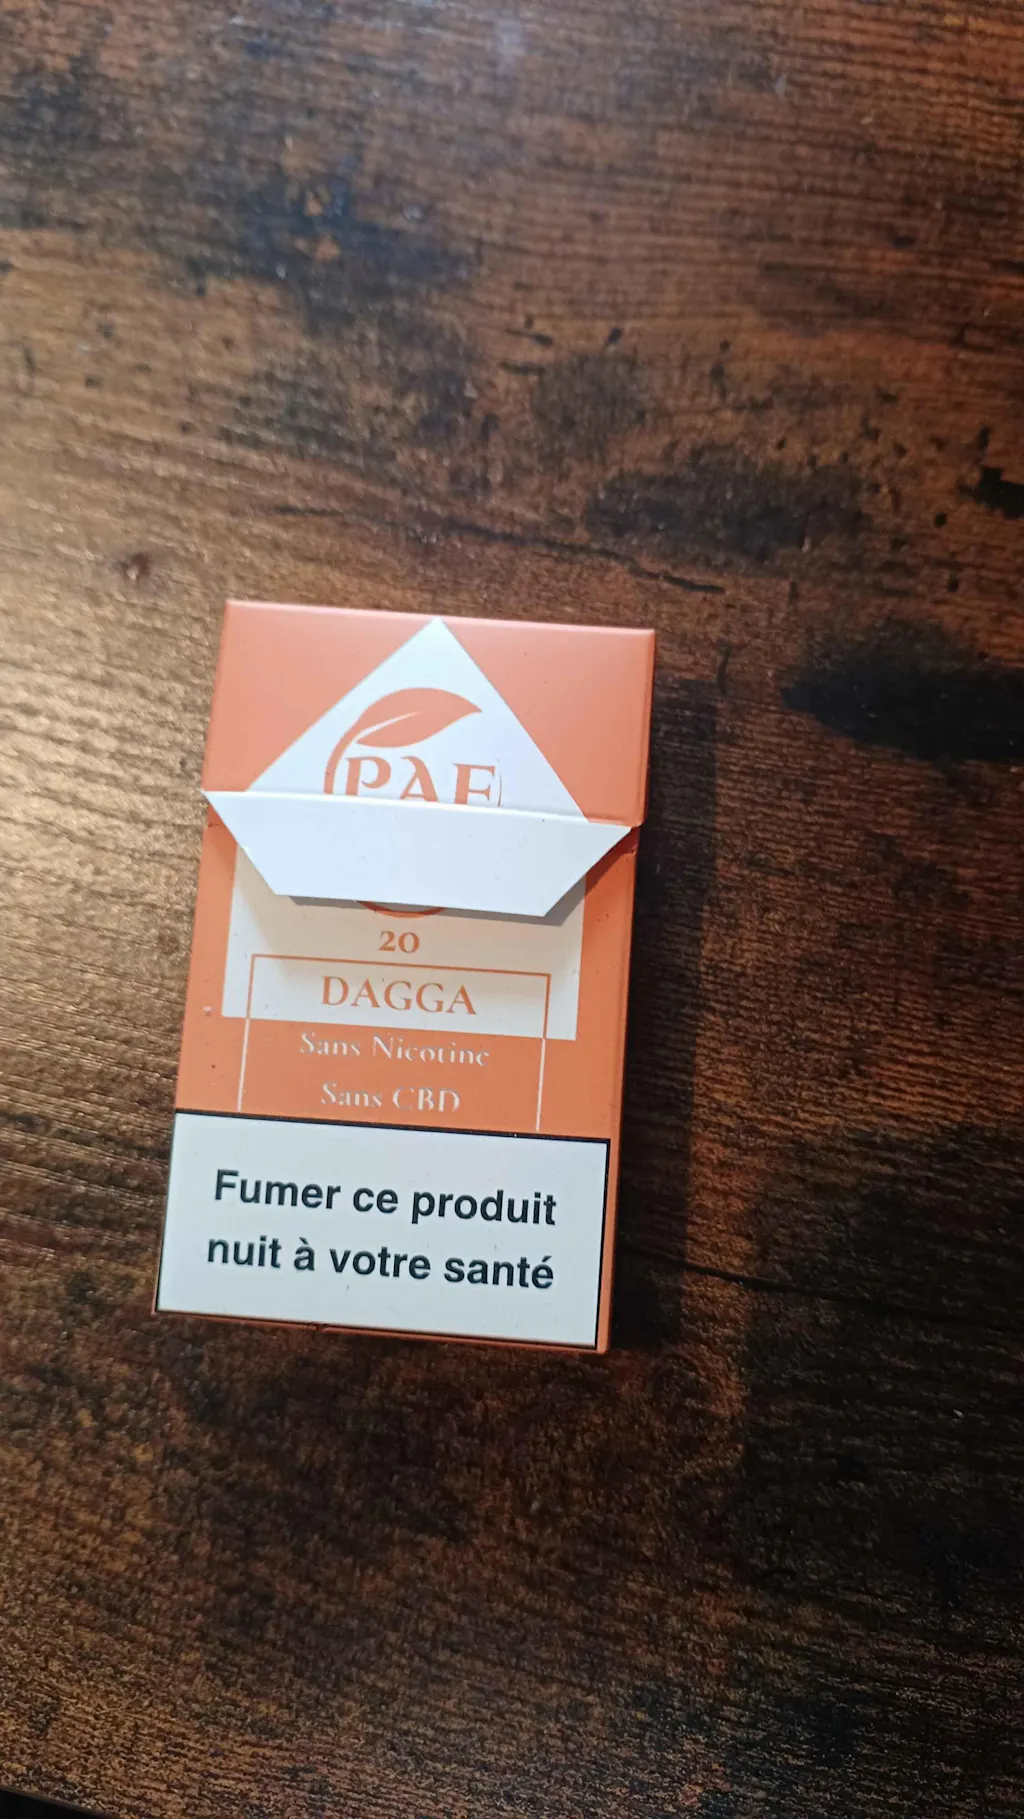 PAF
20
DAGGA
Sans Nicotine
Sans CBD
Fumer ce produit
nuit à votre santé